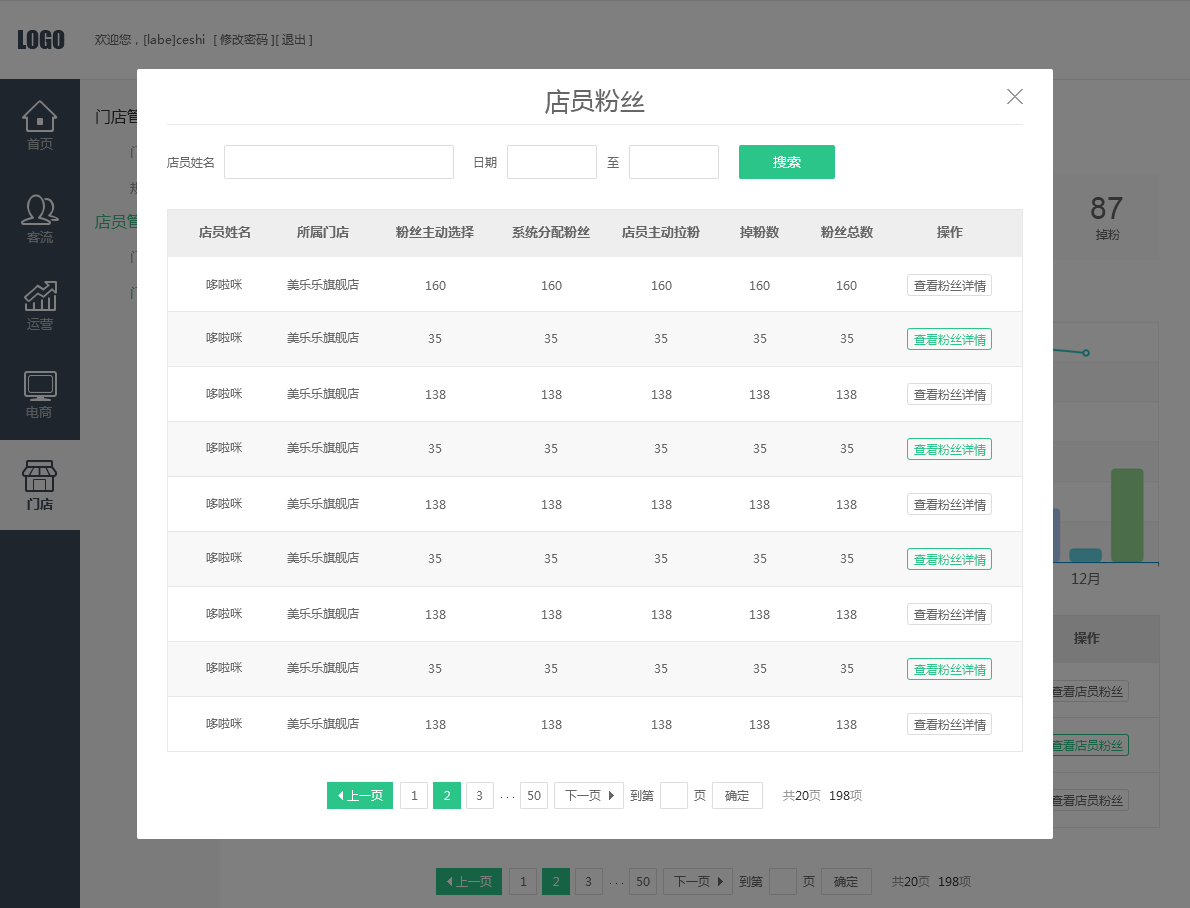 LOGO 欢迎您，[labe]ceshi [ 修改密码 ][ 退出 ]
首页
客流
运营
电商
门店
门店管
店员管
店员粉丝
店员姓名 日期 至 搜索
店员姓名 所属门店 粉丝主动选择 系统分配粉丝 店员主动拉粉 掉粉数 粉丝总数 操作
哆啦咪 美乐乐旗舰店 160 160 160 160 160 查看粉丝详情
哆啦咪 美乐乐旗舰店 35 35 35 35 35 查看粉丝详情
哆啦咪 美乐乐旗舰店 138 138 138 138 138 查看粉丝详情
哆啦咪 美乐乐旗舰店 35 35 35 35 35 查看粉丝详情
哆啦咪 美乐乐旗舰店 138 138 138 138 138 查看粉丝详情
哆啦咪 美乐乐旗舰店 35 35 35 35 35 查看粉丝详情
哆啦咪 美乐乐旗舰店 138 138 138 138 138 查看粉丝详情
哆啦咪 美乐乐旗舰店 35 35 35 35 35 查看粉丝详情
哆啦咪 美乐乐旗舰店 138 138 138 138 138 查看粉丝详情
上一页 1 2 3 ... 50 下一页 到第 页 确定 共20页 198项
87
掉粉
12月
操作
查看店员粉丝
查看店员粉丝
查看店员粉丝
上一页 1 2 3 ... 50 下一页 到第 页 确定 共20页 198项